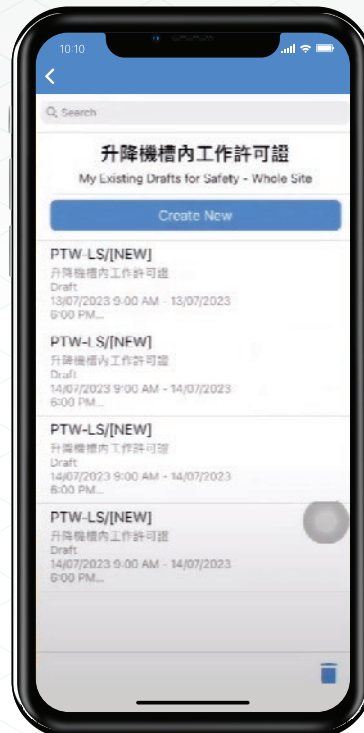 10:10
Search
升降機槽內工作許可證
My Existing Drafts for Safety - Whole Site
Create New
PTW-LS/[NEW]
升降機槽內工作許可證
Draft
13/07/2023 9:00 AM - 13/07/2023
6:00 PM...
PTW-LS/[NEW]
升降機槽內工作許可證
Draft
14/07/2023 9:00 AM - 14/07/2023
6:00 PM...
PTW-LS/[NEW]
升降機槽內工作許可證
Draft
14/07/2023 9:00 AM - 14/07/2023
6:00 PM...
PTW-LS/[NEW]
升降機槽內工作許可證
Draft
14/07/2023 9:00 AM - 14/07/2023
6:00 PM...